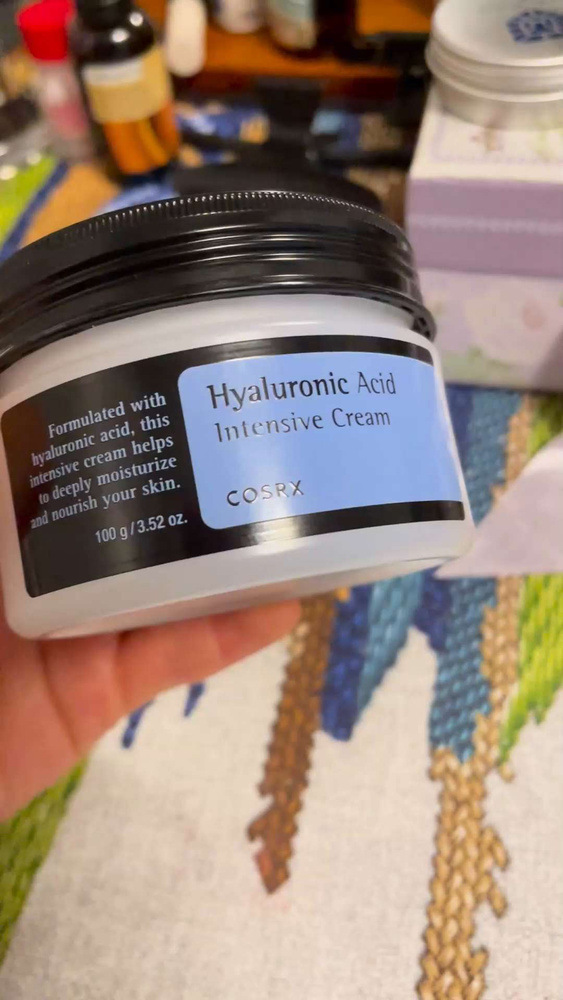 Formulated with
hyaluronic acid, this
intensive cream helps
to deeply moisturize
and nourish your skin.
100 g / 3.52 oz.
Hyaluronic Acid
Intensive Cream
COSRX